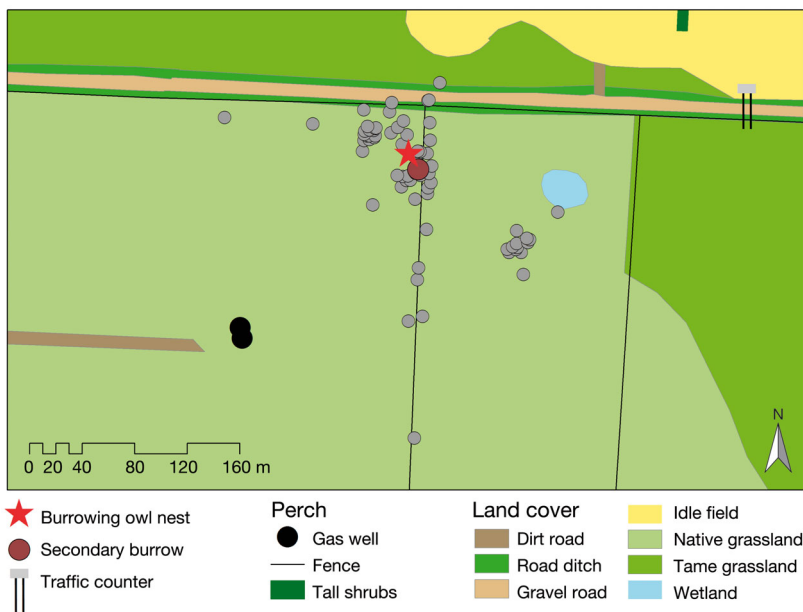 N
0 20 40 80 120 160 m
Burrowing owl nest
Secondary burrow
Traffic counter
Perch
Gas well
Fence
Tall shrubs
Land cover
Dirt road
Road ditch
Gravel road
Idle field
Native grassland
Tame grassland
Wetland